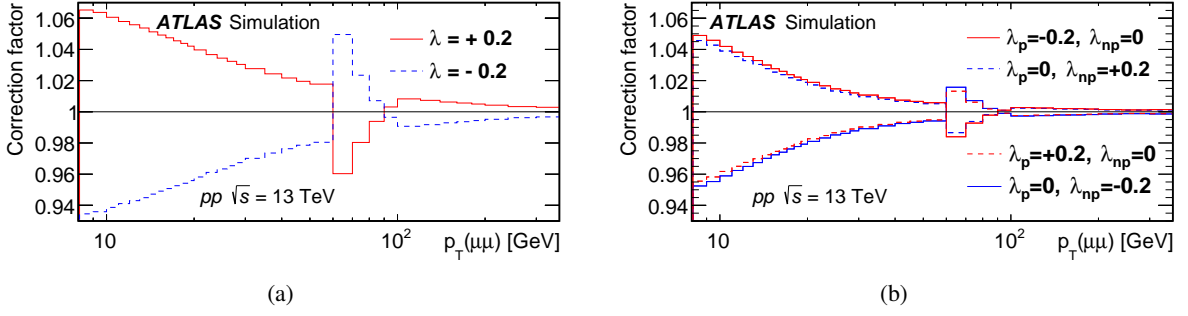 Correction factor
1.06
1.04
1.02
1
0.98
0.96
0.94
ATLAS Simulation
λ = + 0.2
λ = - 0.2
pp √s = 13 TeV
10
10²
p_T(μμ) [GeV]
(a)
Correction factor
1.06
1.04
1.02
1
0.98
0.96
0.94
ATLAS Simulation
λ_p=-0.2, λ_np=0
λ_p=0, λ_np=+0.2
λ_p=+0.2, λ_np=0
λ_p=0, λ_np=-0.2
pp √s = 13 TeV
10
10²
p_T(μμ) [GeV]
(b)